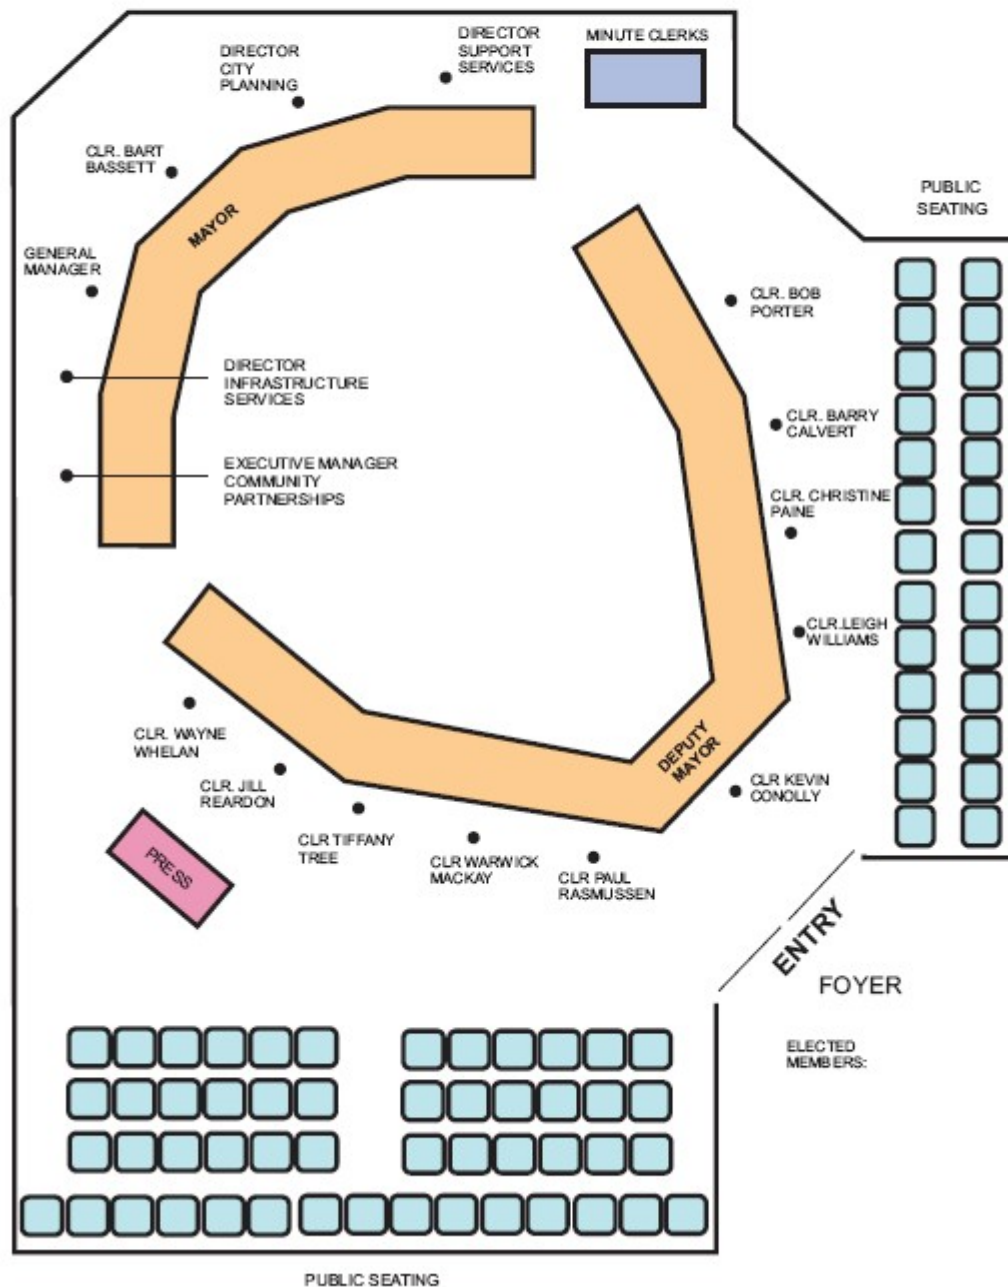 DIRECTOR
SUPPORT
SERVICES
MINUTE CLERKS
DIRECTOR
CITY
PLANNING
CLR. BART
BASSETT
PUBLIC
SEATING
MAYOR
GENERAL
MANAGER
CLR. BOB
PORTER
DIRECTOR
INFRASTRUCTURE
SERVICES
CLR. BARRY
CALVERT
EXECUTIVE MANAGER
COMMUNITY
PARTNERSHIPS
CLR. CHRISTINE
PAINE
CLR.LEIGH
WILLIAMS
CLR. WAYNE
WHELAN
DEPUTY
MAYOR
CLR. JILL
REARDON
CLR KEVIN
CONOLLY
CLR TIFFANY
TREE
CLR WARWICK
MACKAY
CLR PAUL
RASMUSSEN
PRESS
ENTRY
FOYER
ELECTED
MEMBERS:
PUBLIC SEATING